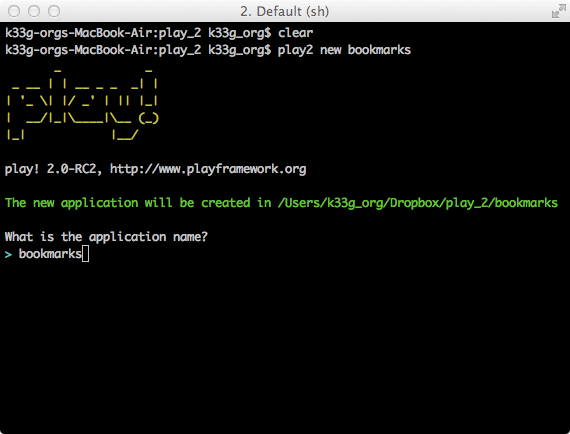 2. Default (sh)
k33g-orgs-MacBook-Air:play_2 k33g_org$ clear
k33g-orgs-MacBook-Air:play_2 k33g_org$ play2 new bookmarks
       _            _
 _ __ | | __ _ _  _| |
| '_ \| |/ _' | || |_|
|  __/|_|\____|\__ (_)
|_|            |__/
play! 2.0-RC2, http://www.playframework.org
The new application will be created in /Users/k33g_org/Dropbox/play_2/bookmarks
What is the application name?
> bookmarks